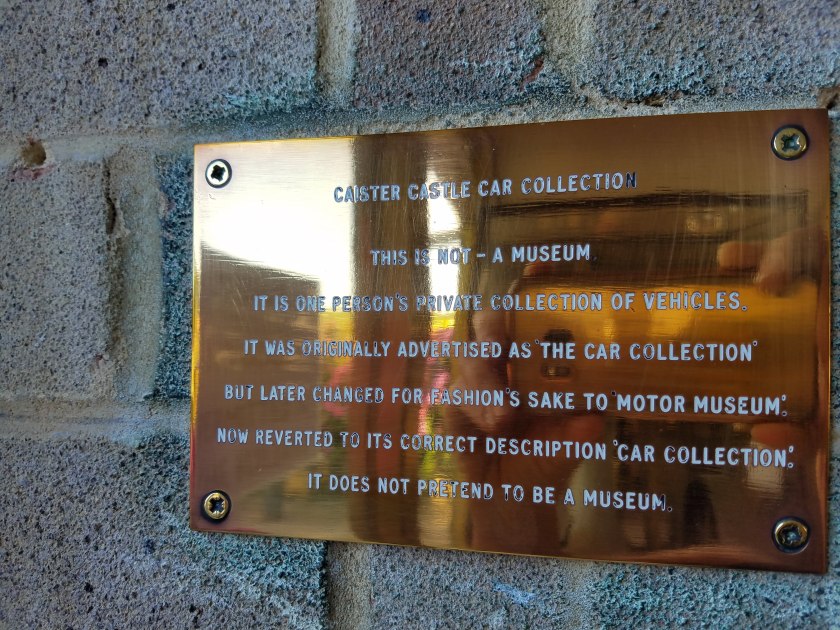 CAISTER CASTLE CAR COLLECTION
THIS IS NOT - A MUSEUM
IT IS ONE PERSON'S PRIVATE COLLECTION OF VEHICLES.
IT WAS ORIGINALLY ADVERTISED AS 'THE CAR COLLECTION'
BUT LATER CHANGED FOR FASHION'S SAKE TO 'MOTOR MUSEUM'.
NOW REVERTED TO ITS CORRECT DESCRIPTION 'CAR COLLECTION'.
IT DOES NOT PRETEND TO BE A MUSEUM.